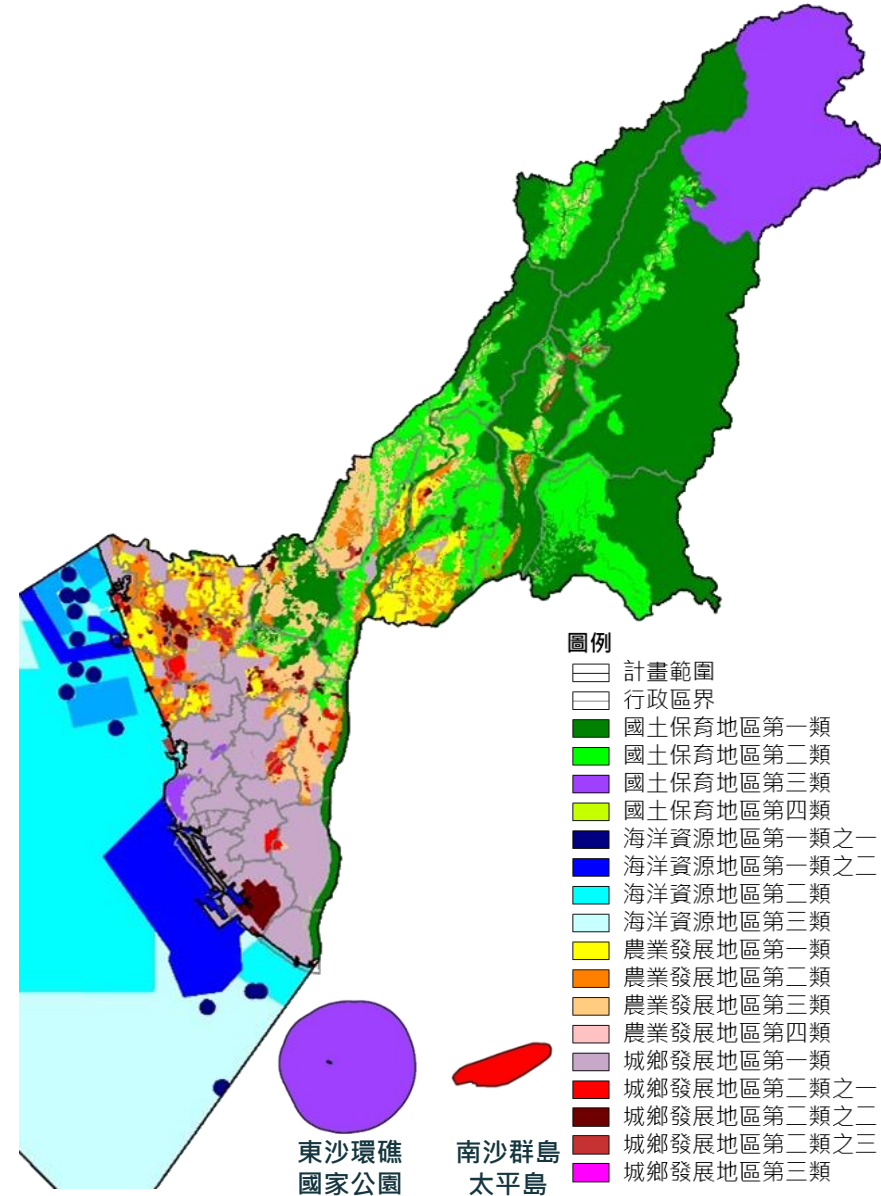 圖例
計畫範圍
行政區界
國土保育地區第一類
國土保育地區第二類
國土保育地區第三類
國土保育地區第四類
海洋資源地區第一類之一
海洋資源地區第一類之二
海洋資源地區第二類
海洋資源地區第三類
農業發展地區第一類
農業發展地區第二類
農業發展地區第三類
農業發展地區第四類
城鄉發展地區第一類
城鄉發展地區第二類之一
城鄉發展地區第二類之二
城鄉發展地區第二類之三
城鄉發展地區第三類
東沙環礁
國家公園
南沙群島
太平島